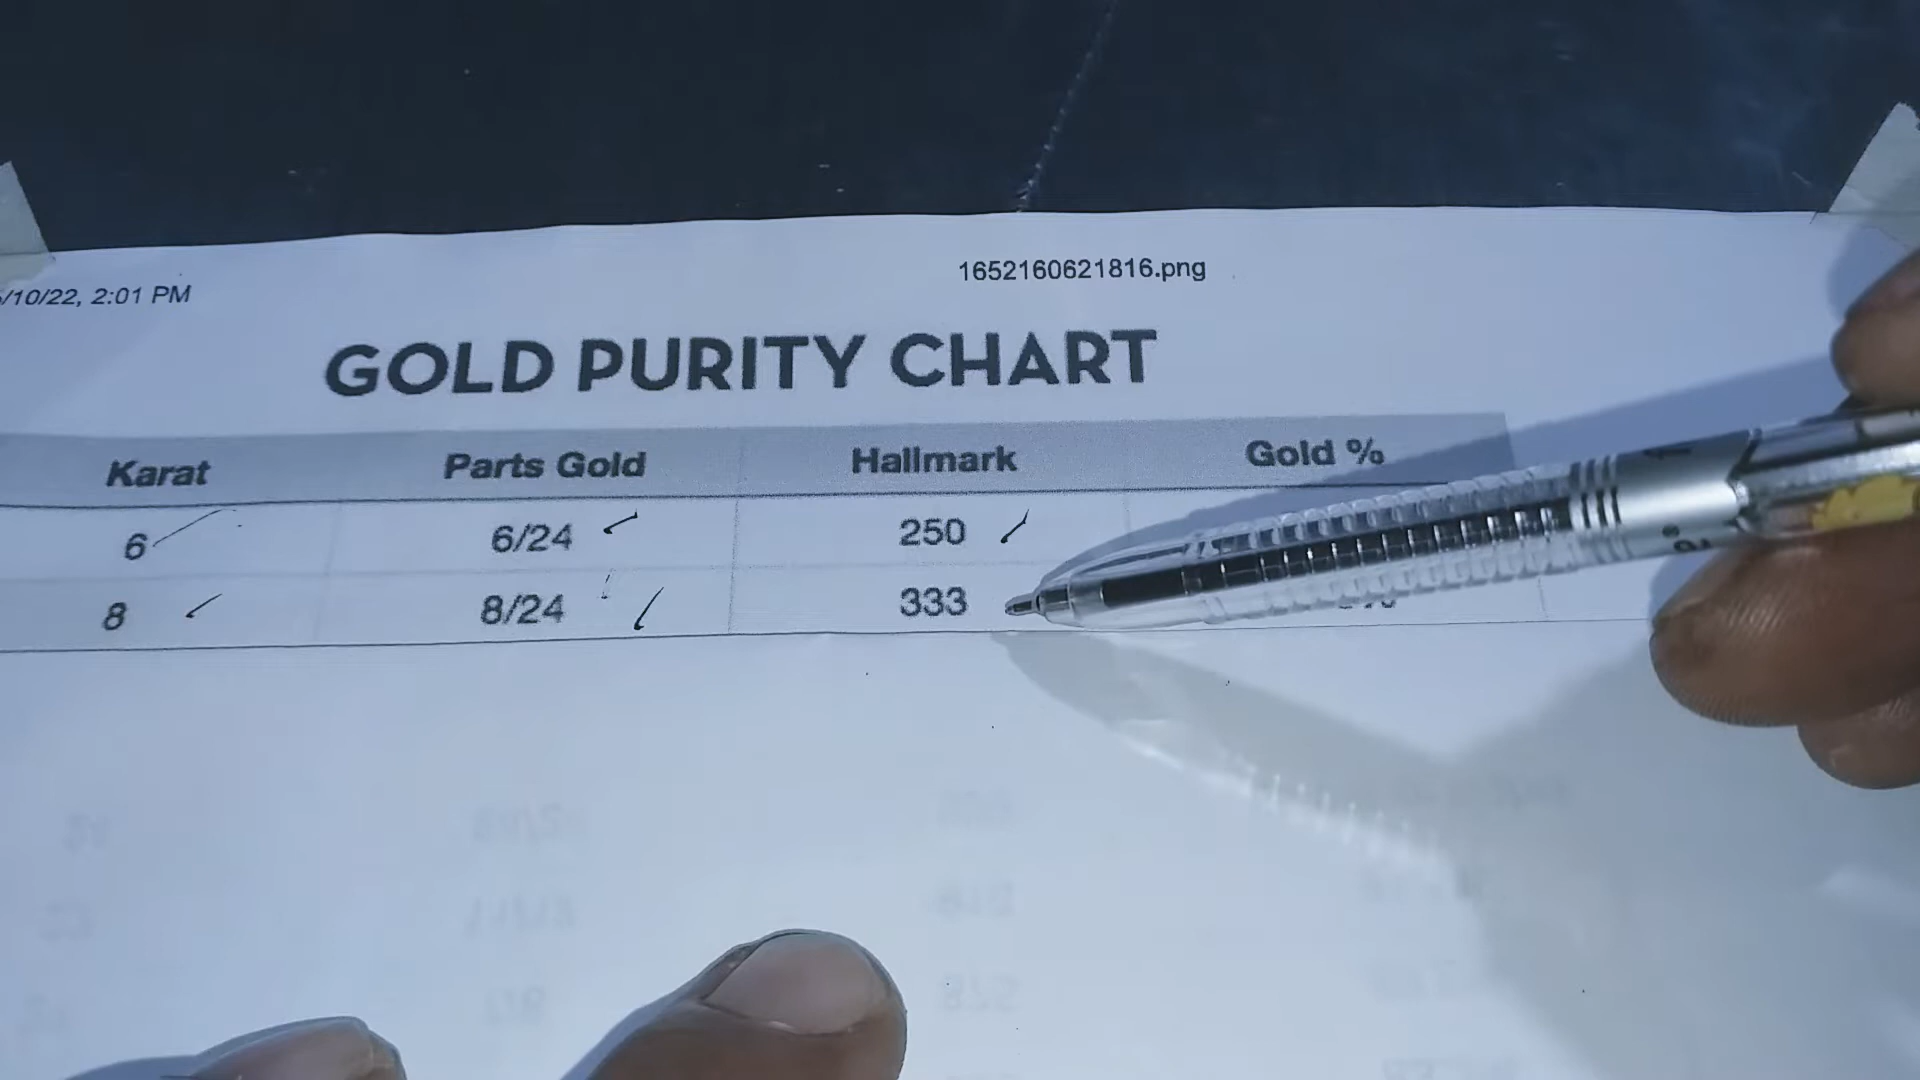 /10/22, 2:01 PM
1652160621816.png
GOLD PURITY CHART
Karat Parts Gold Hallmark Gold %
6 6/24 250
8 8/24 333